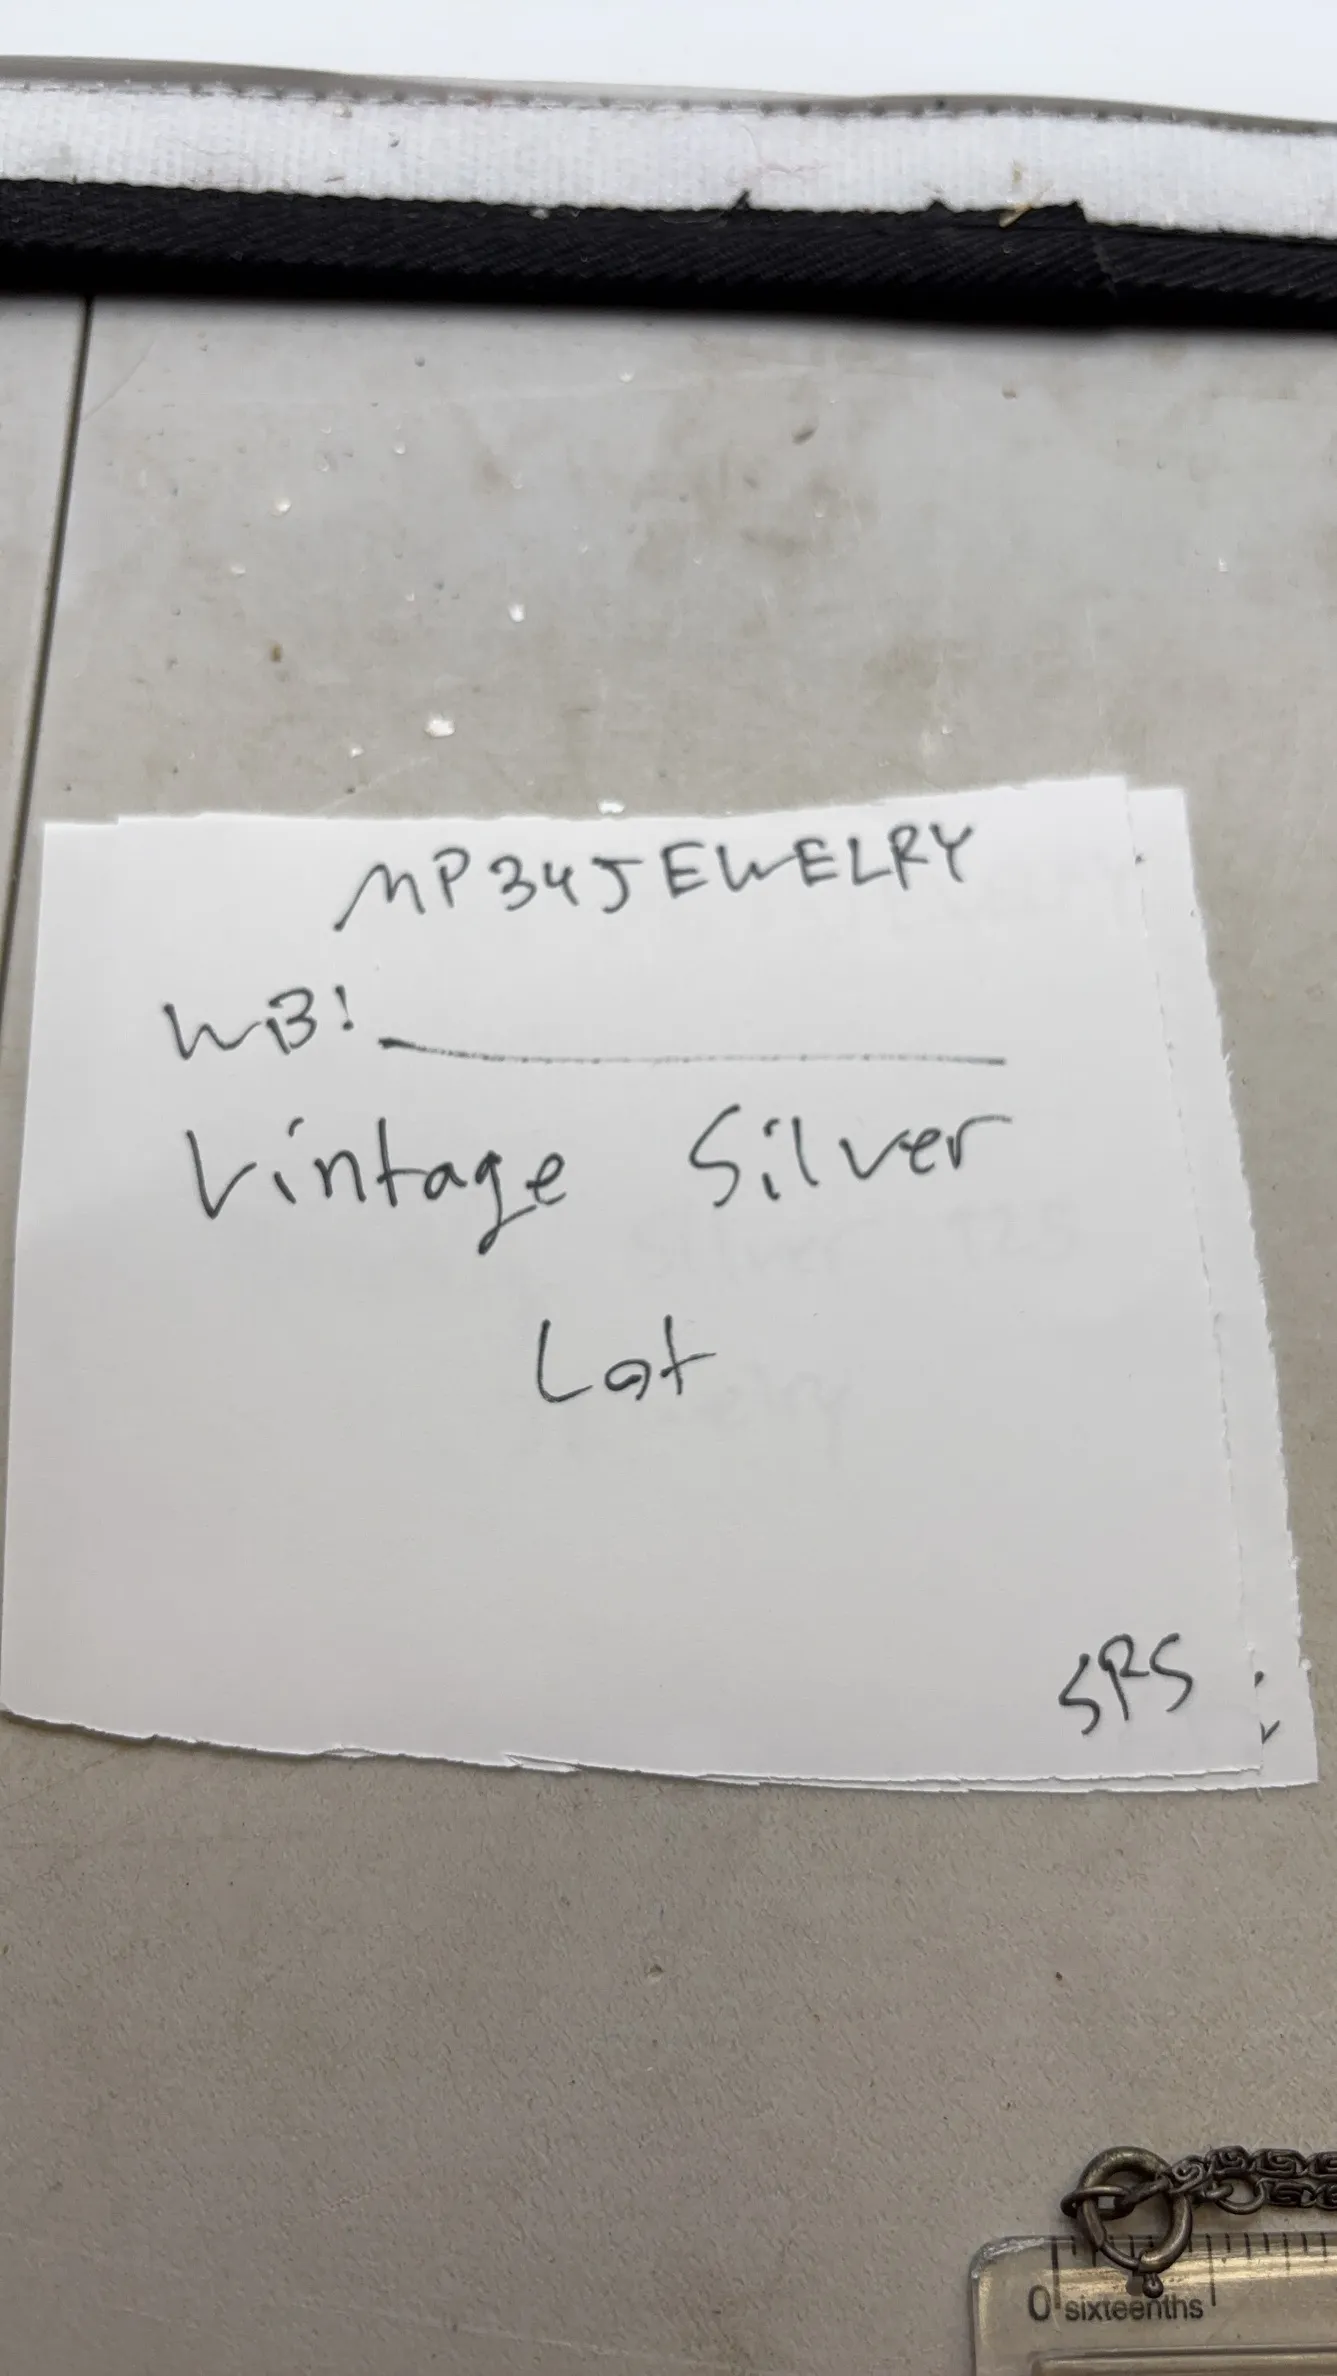 MP34JEWELRY
WB:
Vintage Silver
Lot
SRS
0 sixteenths